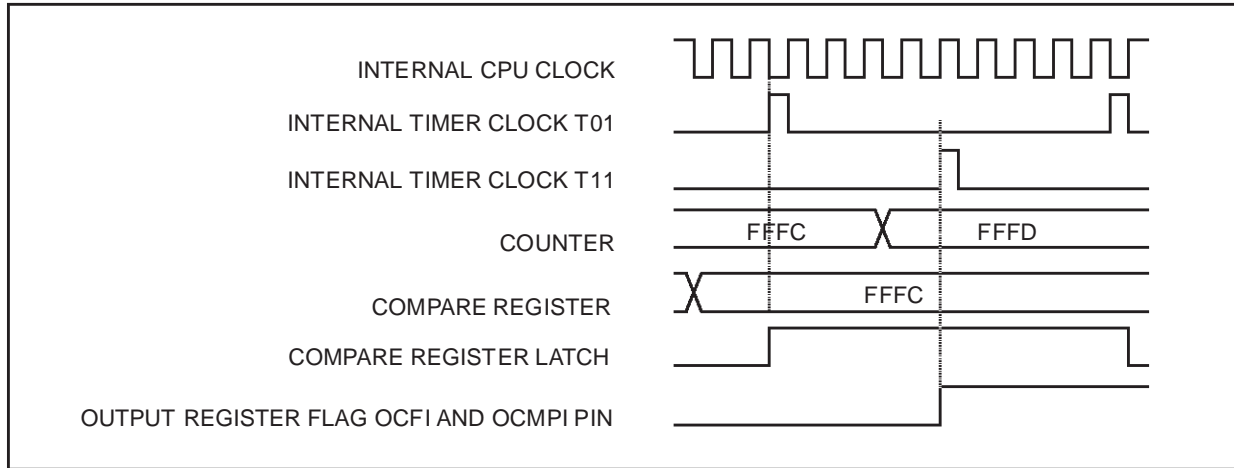 INTERNAL CPU CLOCK
INTERNAL TIMER CLOCK T01
INTERNAL TIMER CLOCK T11
COUNTER FFFC FFFD
COMPARE REGISTER FFFC
COMPARE REGISTER LATCH
OUTPUT REGISTER FLAG OCFI AND OCMPI PIN